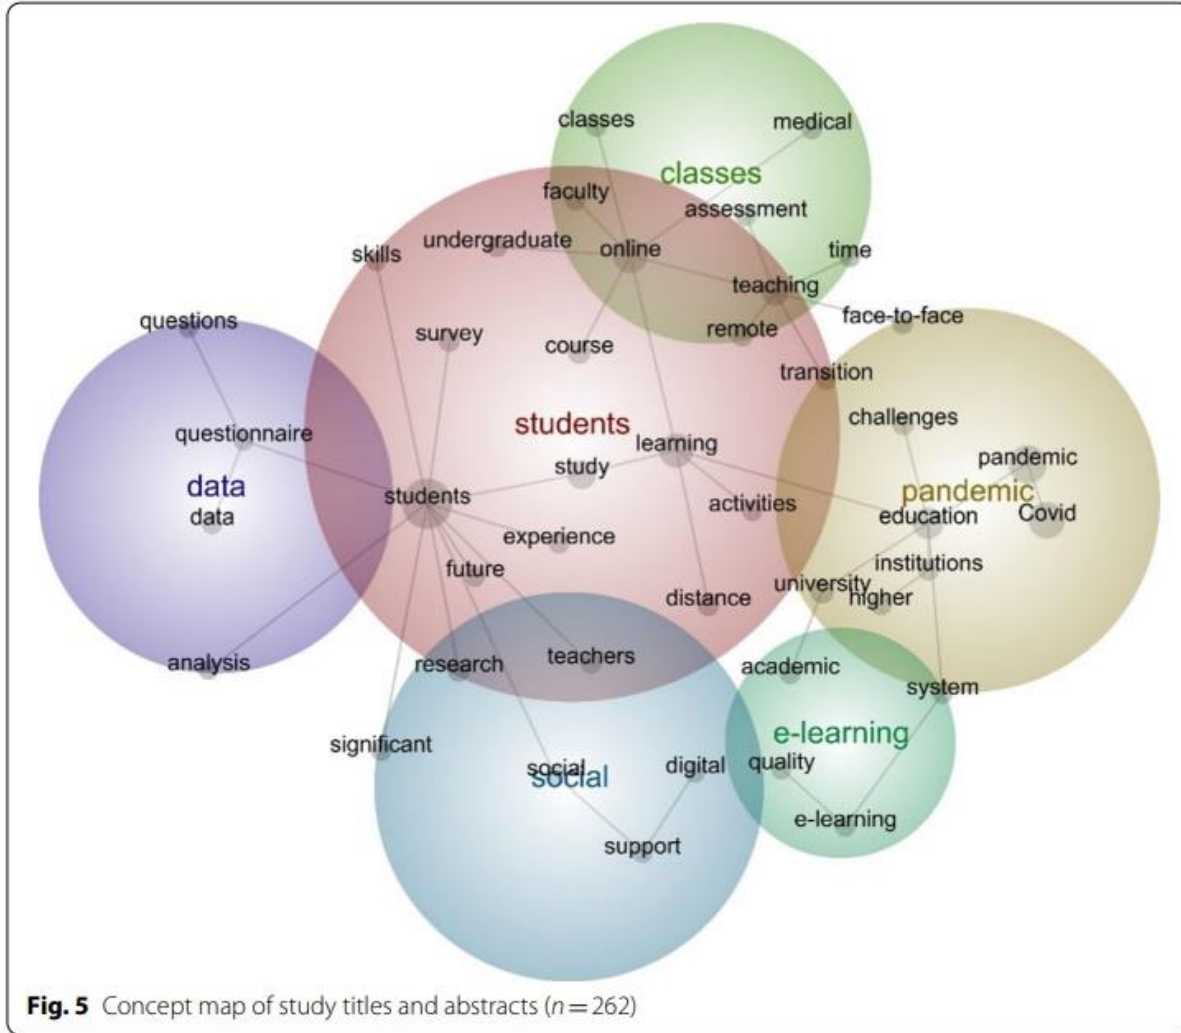 classes
medical
classes
faculty
assessment
undergraduate
online
skills
time
teaching
questions
face-to-face
survey
remote
course
transition
challenges
students
questionnaire
learning
pandemic
study
data
pandemic
students
activities
data
education
Covid
experience
institutions
future
university
higher
distance
research
teachers
academic
system
significant
e-learning
social
social
digital
quality
e-learning
support
analysis
Fig. 5 Concept map of study titles and abstracts (n = 262)